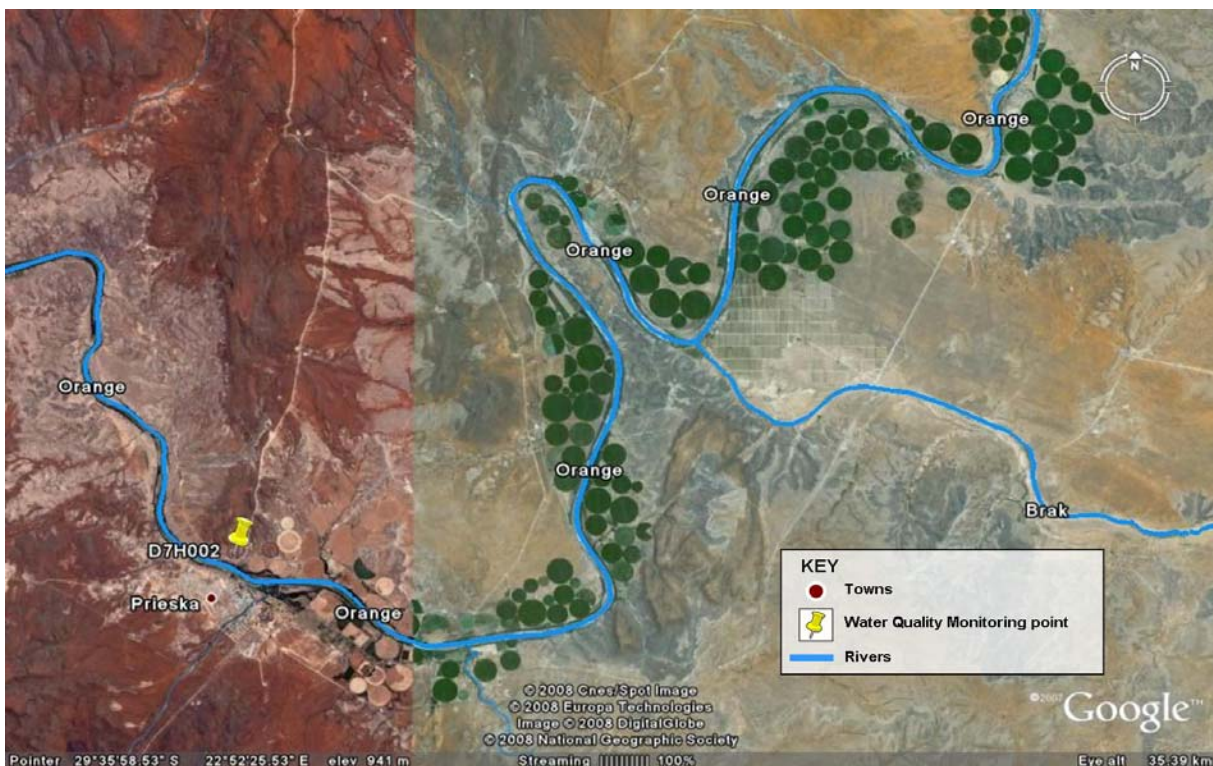 N
Orange
Orange
Orange
Orange
Orange
Brak
D7H002
Prieska
Orange
KEY
Towns
Water Quality Monitoring point
Rivers
© 2008 Cnes/Spot Image
© 2008 Europa Technologies
Image © 2008 DigitalGlobe
© 2008 National Geographic Society
©2007 Google™
Pointer 29°35'58.53" S 22°52'25.53" E elev 941 m Streaming |||||||||| 100% Eye alt 35.39 km